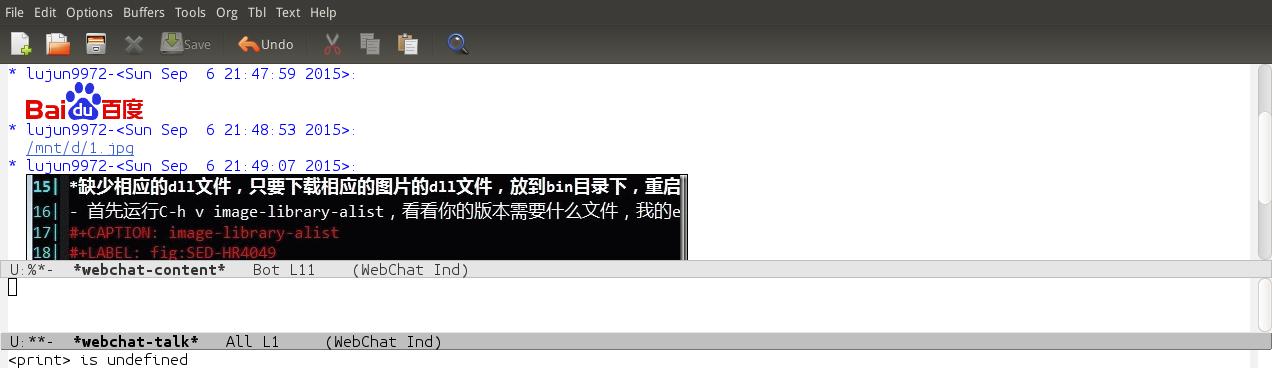 File Edit Options Buffers Tools Org Tbl Text Help
Save Undo
* lujun9972-<Sun Sep  6 21:47:59 2015>:
Baidu百度
* lujun9972-<Sun Sep  6 21:48:53 2015>:
/mnt/d/1.jpg
* lujun9972-<Sun Sep  6 21:49:07 2015>:
15| *缺少相应的dll文件，只要下载相应的图片的dll文件，放到bin目录下，重启
16| - 首先运行C-h v image-library-alist，看看你的版本需要什么文件，我的e
17| #+CAPTION: image-library-alist
18| #+LABEL: fig:SED-HR4049
U:%*-  *webchat-content*   Bot L11    (WebChat Ind)
U:**-  *webchat-talk*   All L1     (WebChat Ind)
<print> is undefined